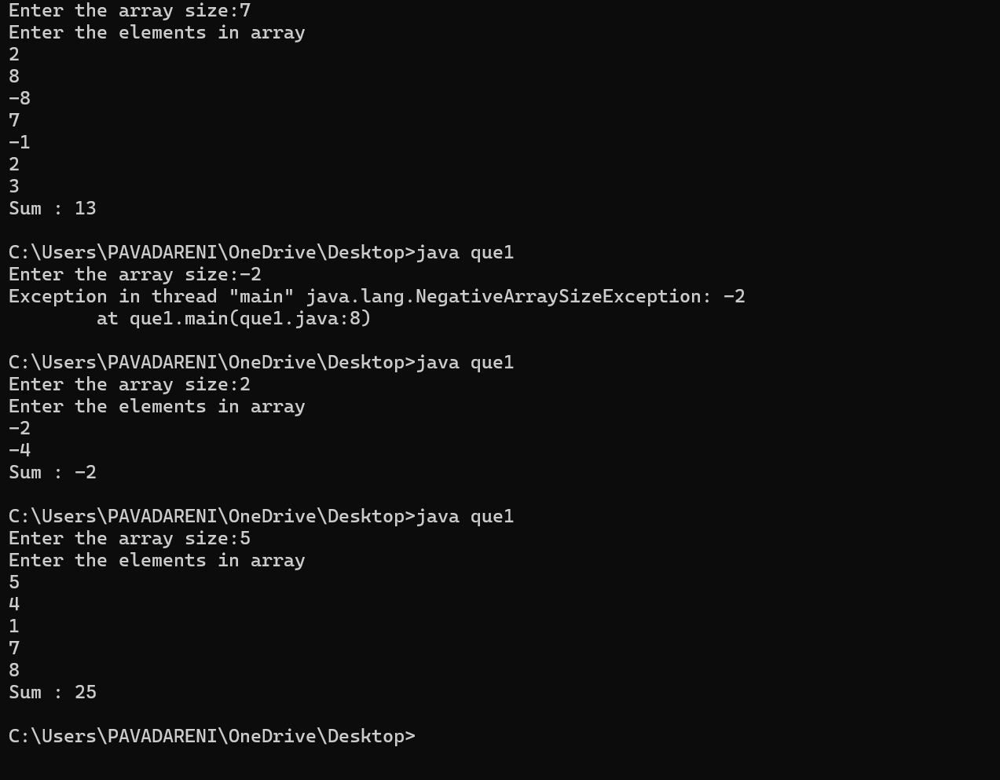 Enter the array size:7
Enter the elements in array
2
8
-8
7
-1
2
3
Sum : 13
C:\Users\PAVADARENI\OneDrive\Desktop>java que1
Enter the array size:-2
Exception in thread "main" java.lang.NegativeArraySizeException: -2
        at que1.main(que1.java:8)
C:\Users\PAVADARENI\OneDrive\Desktop>java que1
Enter the array size:2
Enter the elements in array
-2
-4
Sum : -2
C:\Users\PAVADARENI\OneDrive\Desktop>java que1
Enter the array size:5
Enter the elements in array
5
4
1
7
8
Sum : 25
C:\Users\PAVADARENI\OneDrive\Desktop>